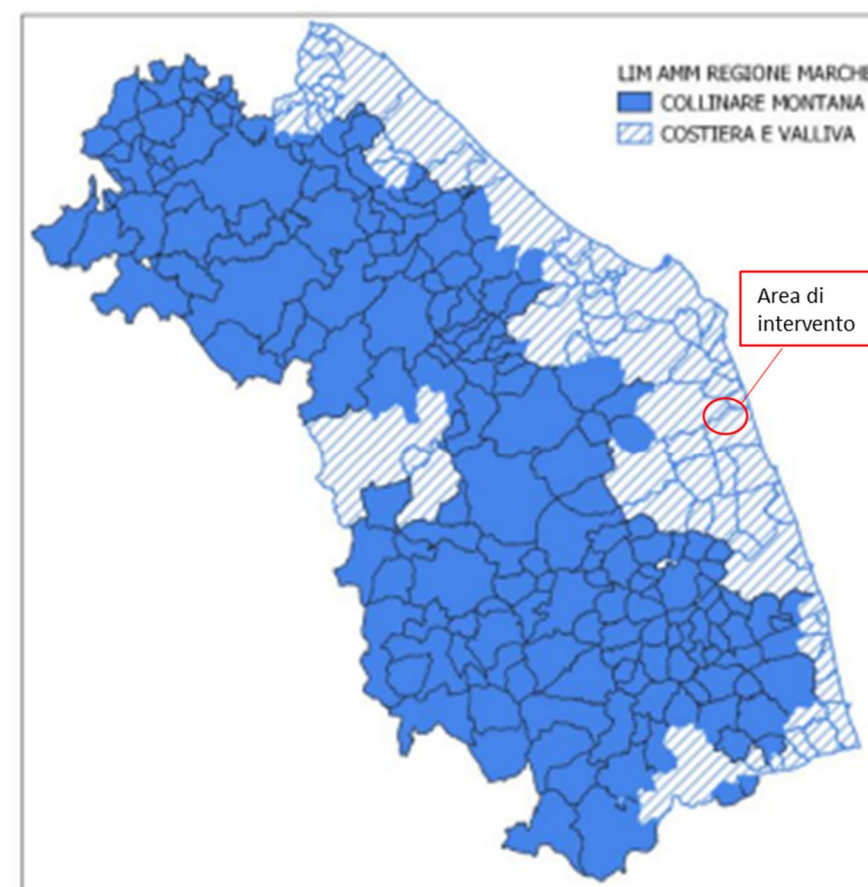 LIM AMM REGIONE MARCHE
COLLINARE MONTANA
COSTIERA E VALLIVA
Area di
intervento